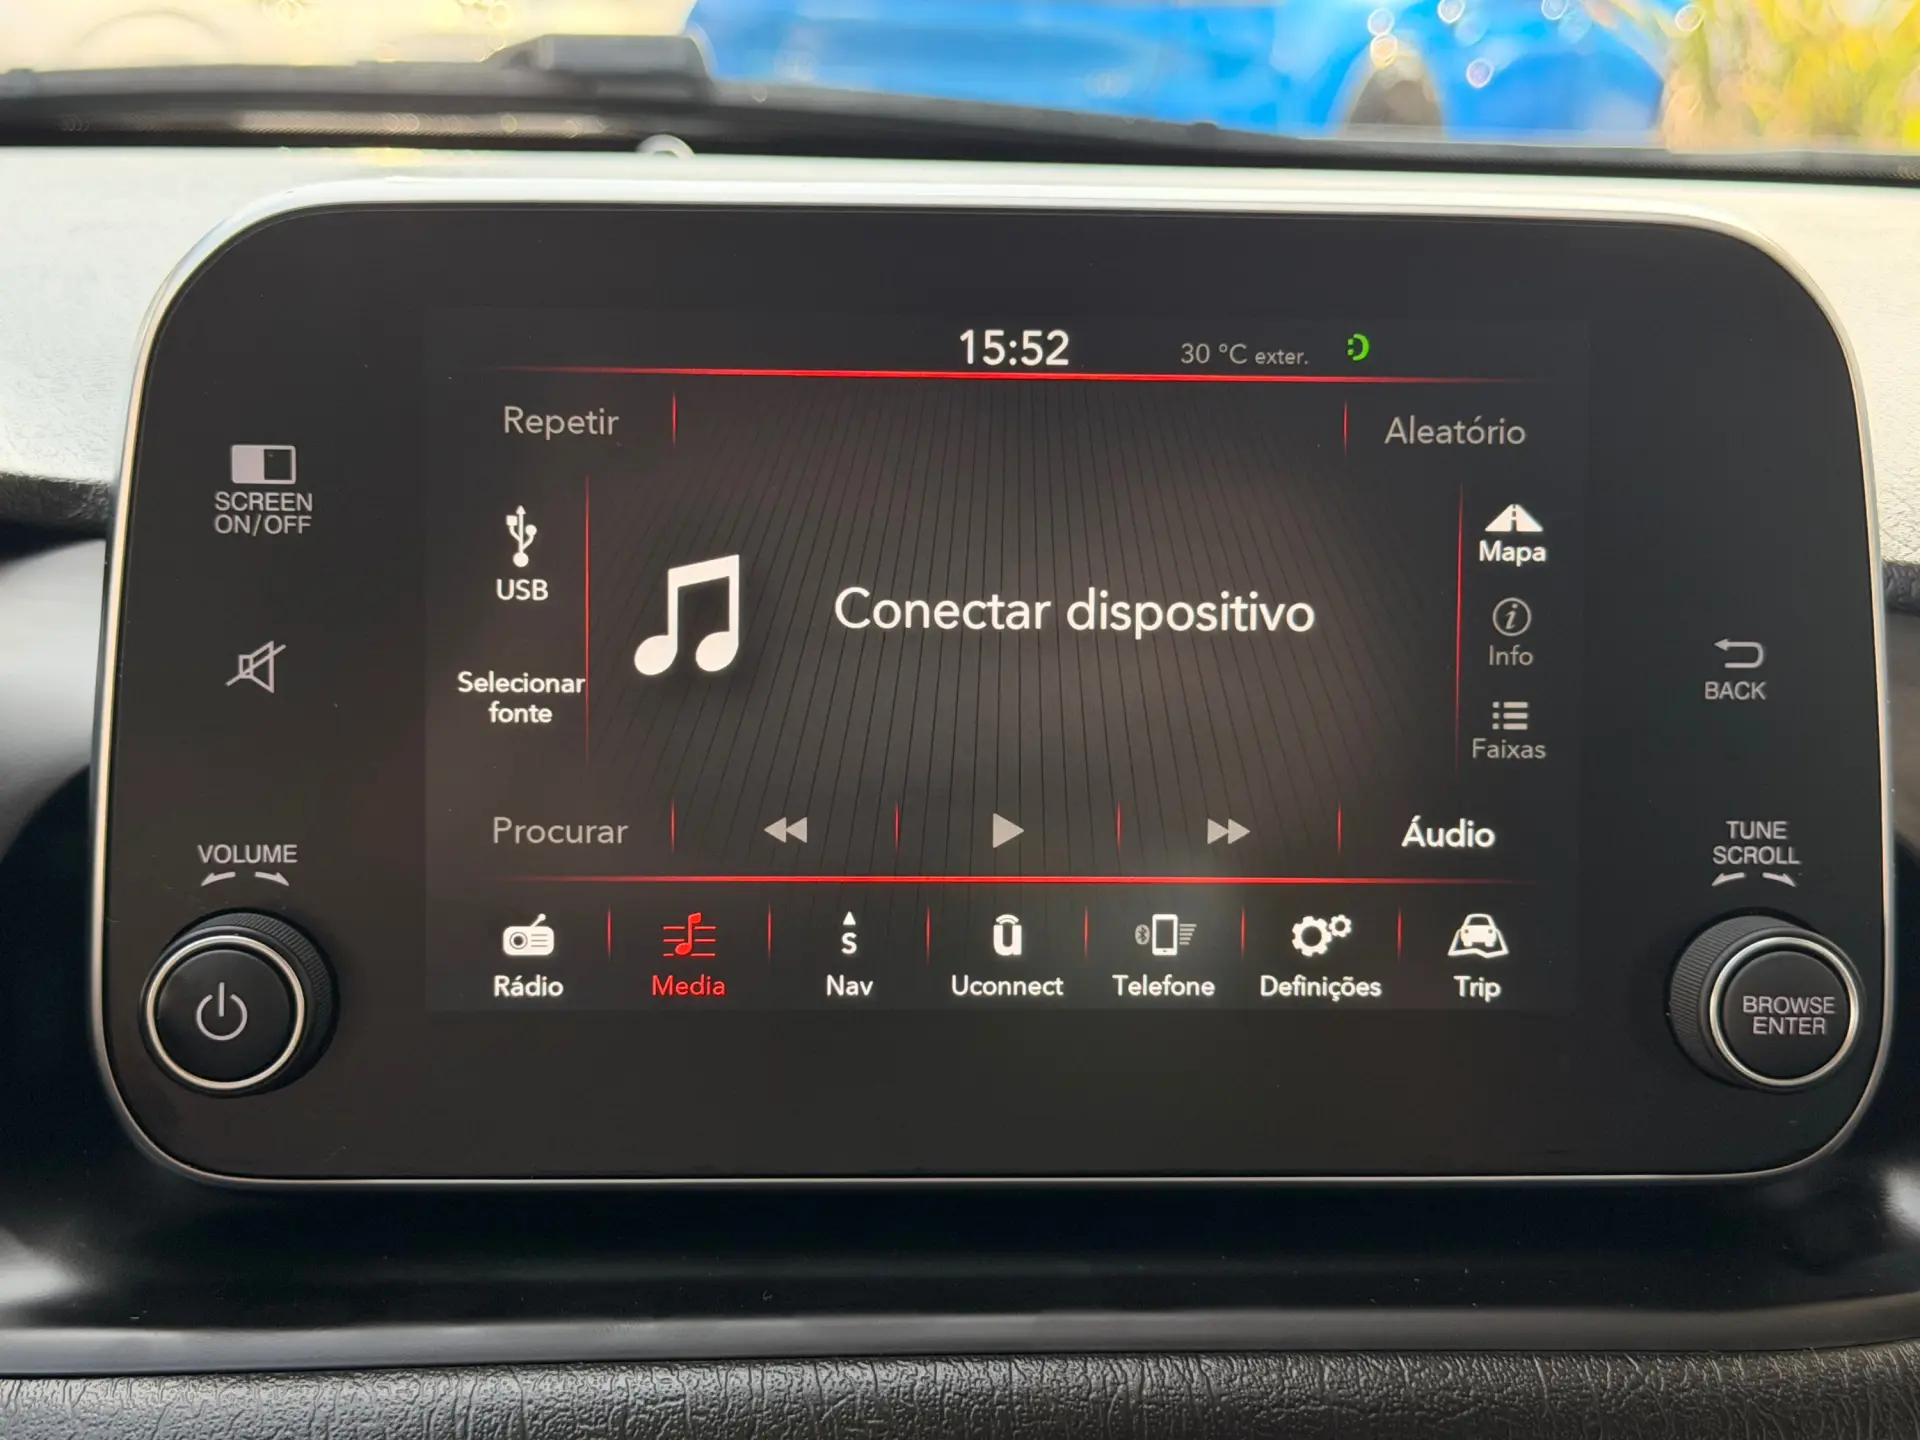 15:52
30 °C exter.
Repetir
Aleatório
SCREEN
ON/OFF
USB
Mapa
Conectar dispositivo
Info
Selecionar
fonte
BACK
Faixas
Procurar
Áudio
VOLUME
TUNE
SCROLL
S
Rádio
Media
Nav
Uconnect
Telefone
Definições
Trip
BROWSE
ENTER